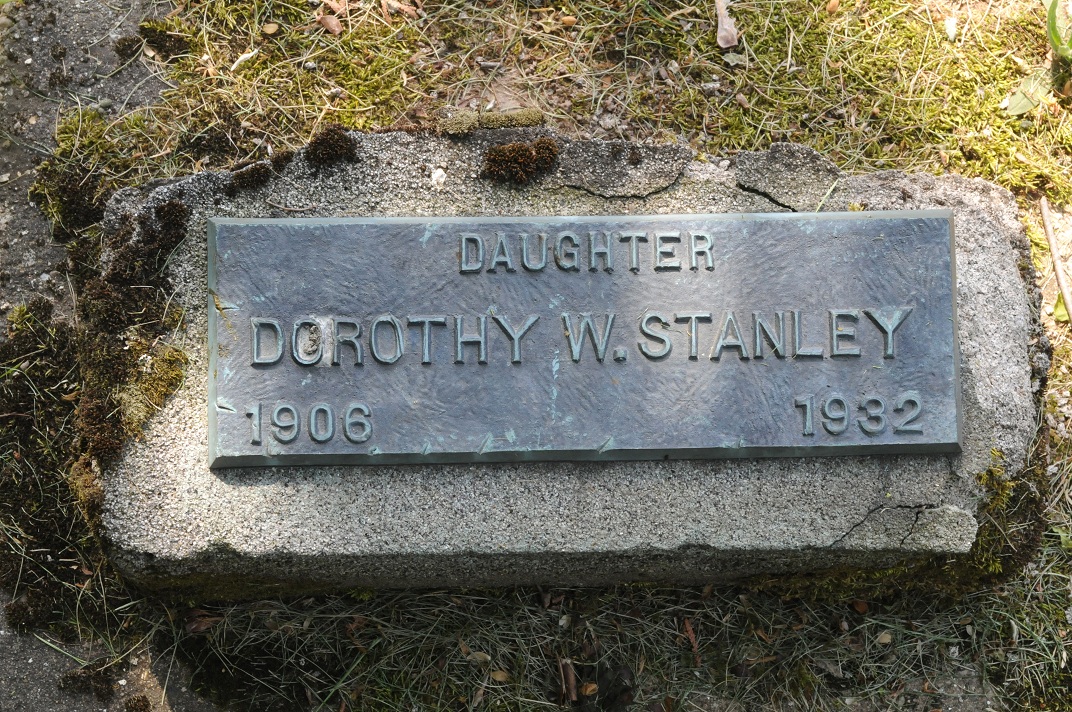 DAUGHTER
DOROTHY W. STANLEY
1906 1932